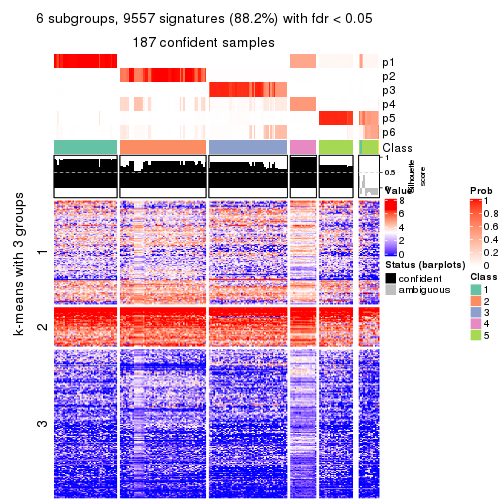 6 subgroups, 9557 signatures (88.2%) with fdr < 0.05
187 confident samples
p1
p2
p3
p4
p5
p6
Class
1
0.5
0
Silhouette
score
k-means with 3 groups
1
2
3
Value
8
6
4
2
0
Status (barplots)
confident
ambiguous
Prob
1
0.8
0.6
0.4
0.2
0
Class
1
2
3
4
5